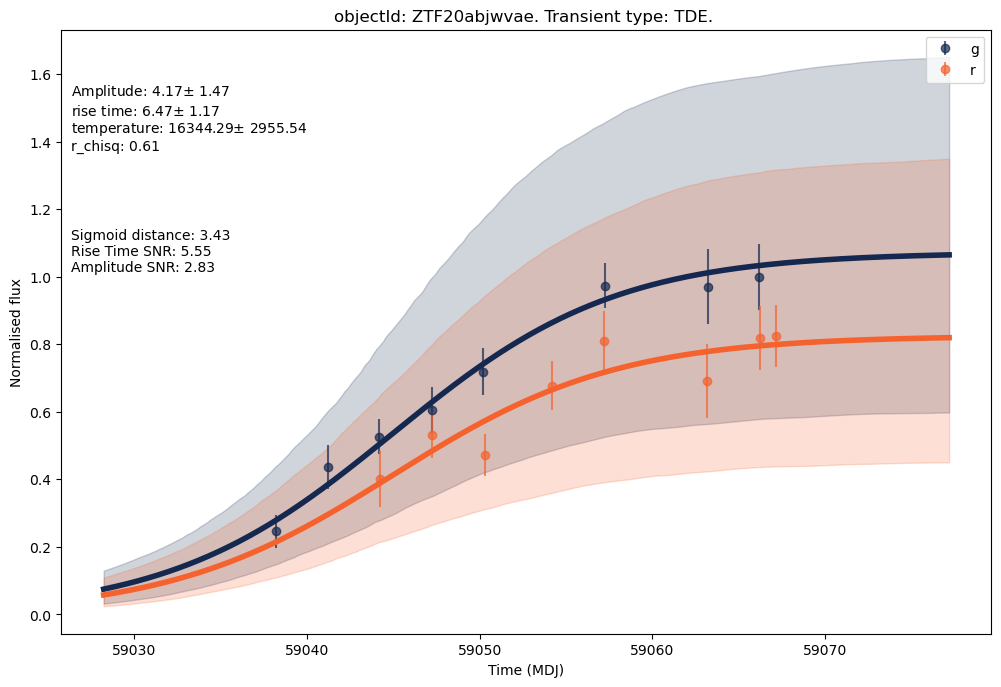 objectId: ZTF20abjwvae. Transient type: TDE.
g
r
Amplitude: 4.17± 1.47
rise time: 6.47± 1.17
temperature: 16344.29± 2955.54
r_chisq: 0.61
Sigmoid distance: 3.43
Rise Time SNR: 5.55
Amplitude SNR: 2.83
Normalised flux
1.6
1.4
1.2
1.0
0.8
0.6
0.4
0.2
0.0
59030 59040 59050 59060 59070
Time (MDJ)